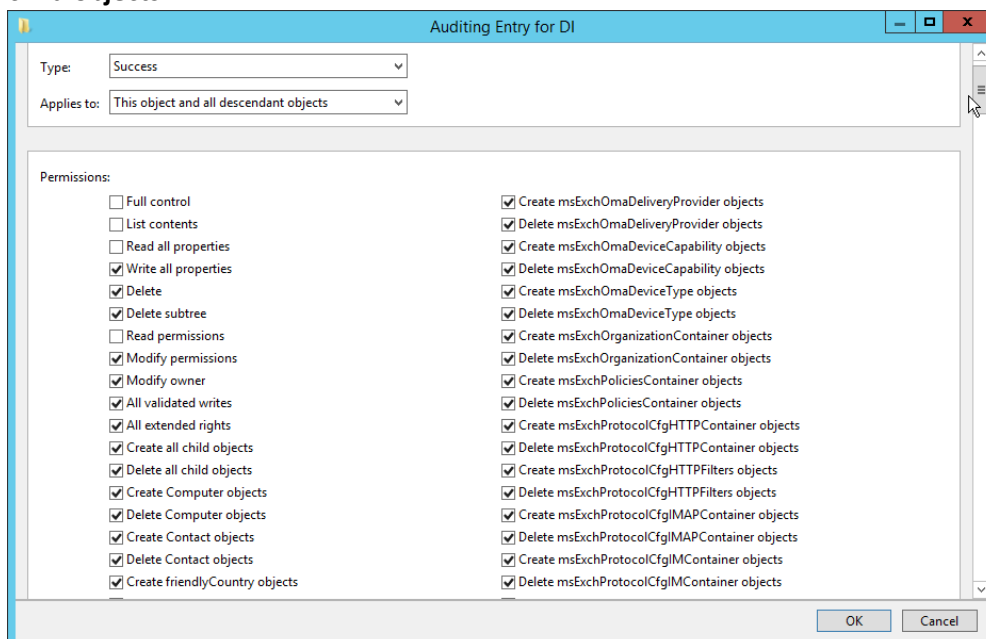 Auditing Entry for DI
Type: Success
Applies to: This object and all descendant objects
Permissions:
Full control
List contents
Read all properties
Write all properties
Delete
Delete subtree
Read permissions
Modify permissions
Modify owner
All validated writes
All extended rights
Create all child objects
Delete all child objects
Create Computer objects
Delete Computer objects
Create Contact objects
Delete Contact objects
Create friendlyCountry objects
Create msExchOmaDeliveryProvider objects
Delete msExchOmaDeliveryProvider objects
Create msExchOmaDeviceCapability objects
Delete msExchOmaDeviceCapability objects
Create msExchOmaDeviceType objects
Delete msExchOmaDeviceType objects
Create msExchOrganizationContainer objects
Delete msExchOrganizationContainer objects
Create msExchPoliciesContainer objects
Delete msExchPoliciesContainer objects
Create msExchProtocolCfgHTTPContainer objects
Delete msExchProtocolCfgHTTPContainer objects
Create msExchProtocolCfgHTTPFilters objects
Delete msExchProtocolCfgHTTPFilters objects
Create msExchProtocolCfgIMAPContainer objects
Delete msExchProtocolCfgIMAPContainer objects
Create msExchProtocolCfgIMContainer objects
Delete msExchProtocolCfgIMContainer objects
OK Cancel